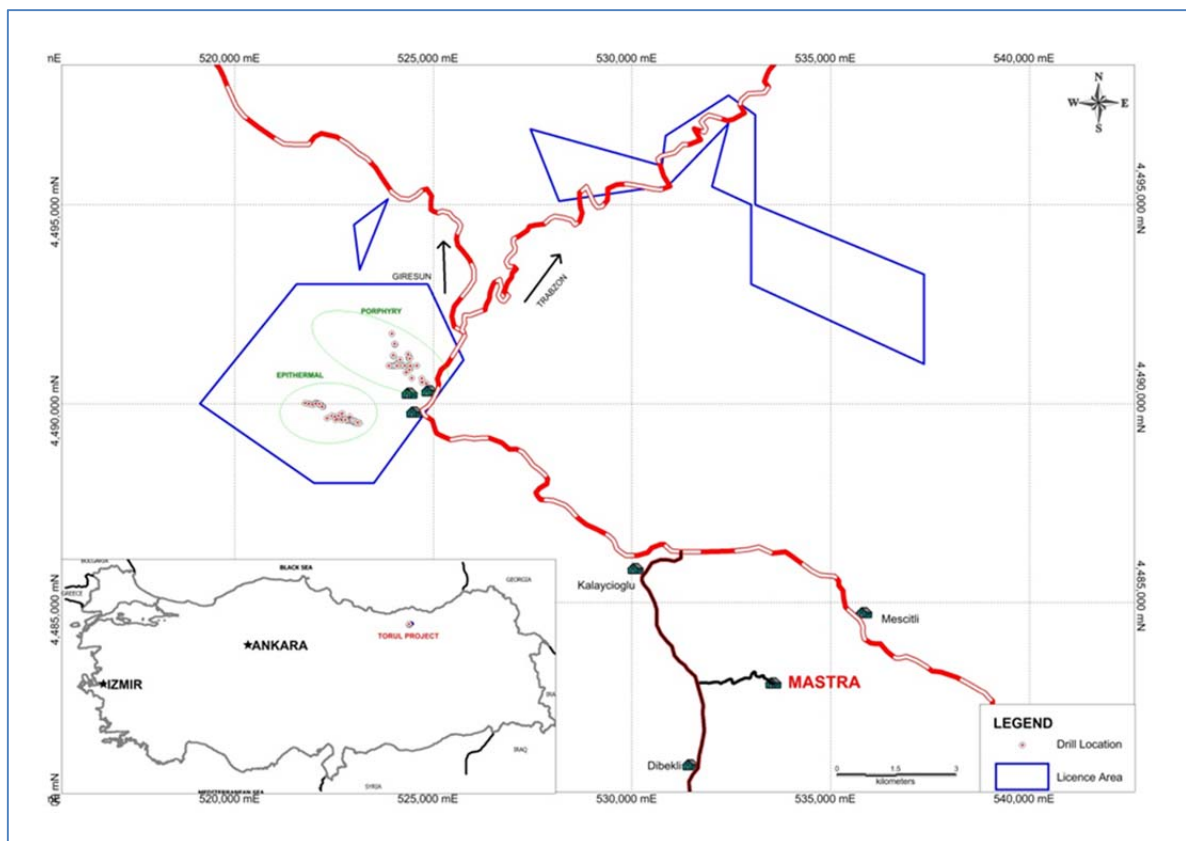 nE
520,000 mE
525,000 mE
530,000 mE
535,000 mE
540,000 mE
N
W E
S
4,495,000 mN
4,495,000 mN
GIRESUN
TRABZON
PORPHYRY
EPITHERMAL
4,490,000 mN
4,490,000 mN
Kalaycioglu
4,485,000 mN
4,485,000 mN
Mescitli
MASTRA
Dibekli
BULGARIA
BLACK SEA
GEORGIA
GREECE
TORUL PROJECT
ANKARA
IZMIR
IRA
IRAQ
SYRIA
MEDITERRANEAN SEA
LEGEND
Drill Location
Licence Area
0 1.5 3
kilometers
mN
520,000 mE
525,000 mE
530,000 mE
535,000 mE
540,000 mE